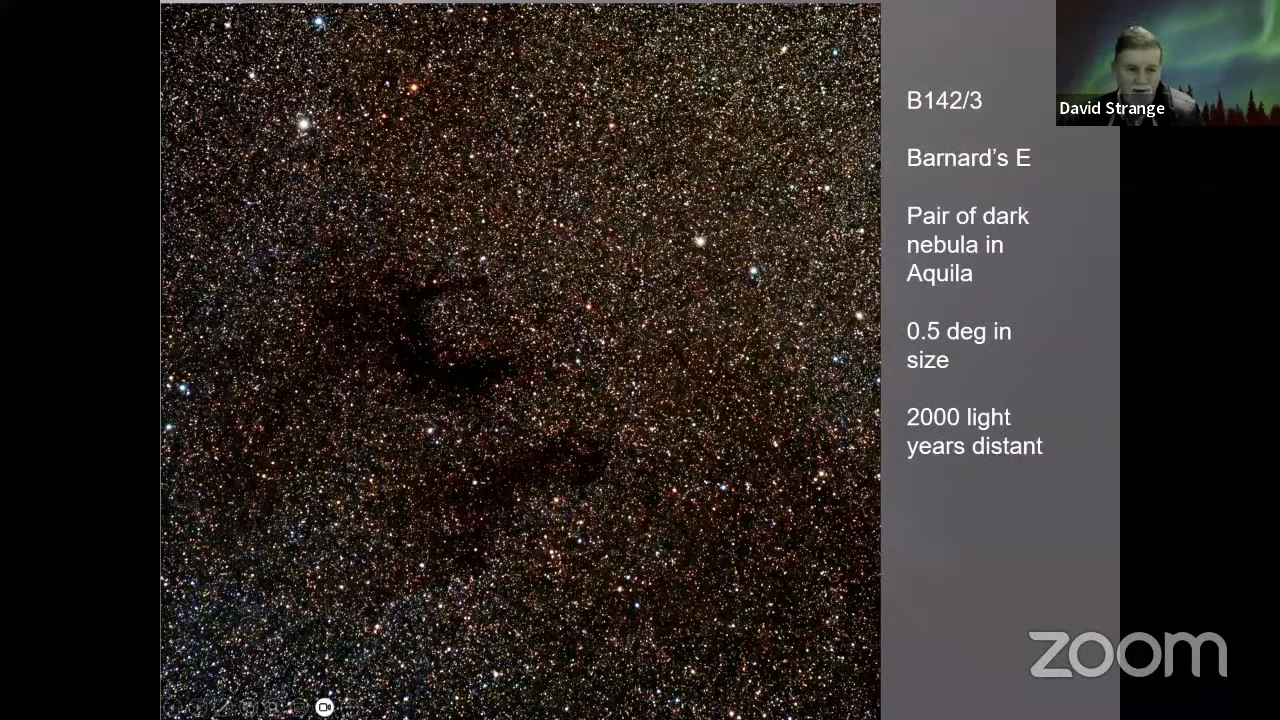 B142/3
Barnard's E
Pair of dark
nebula in
Aquila
0.5 deg in
size
2000 light
years distant
David Strange
zoom